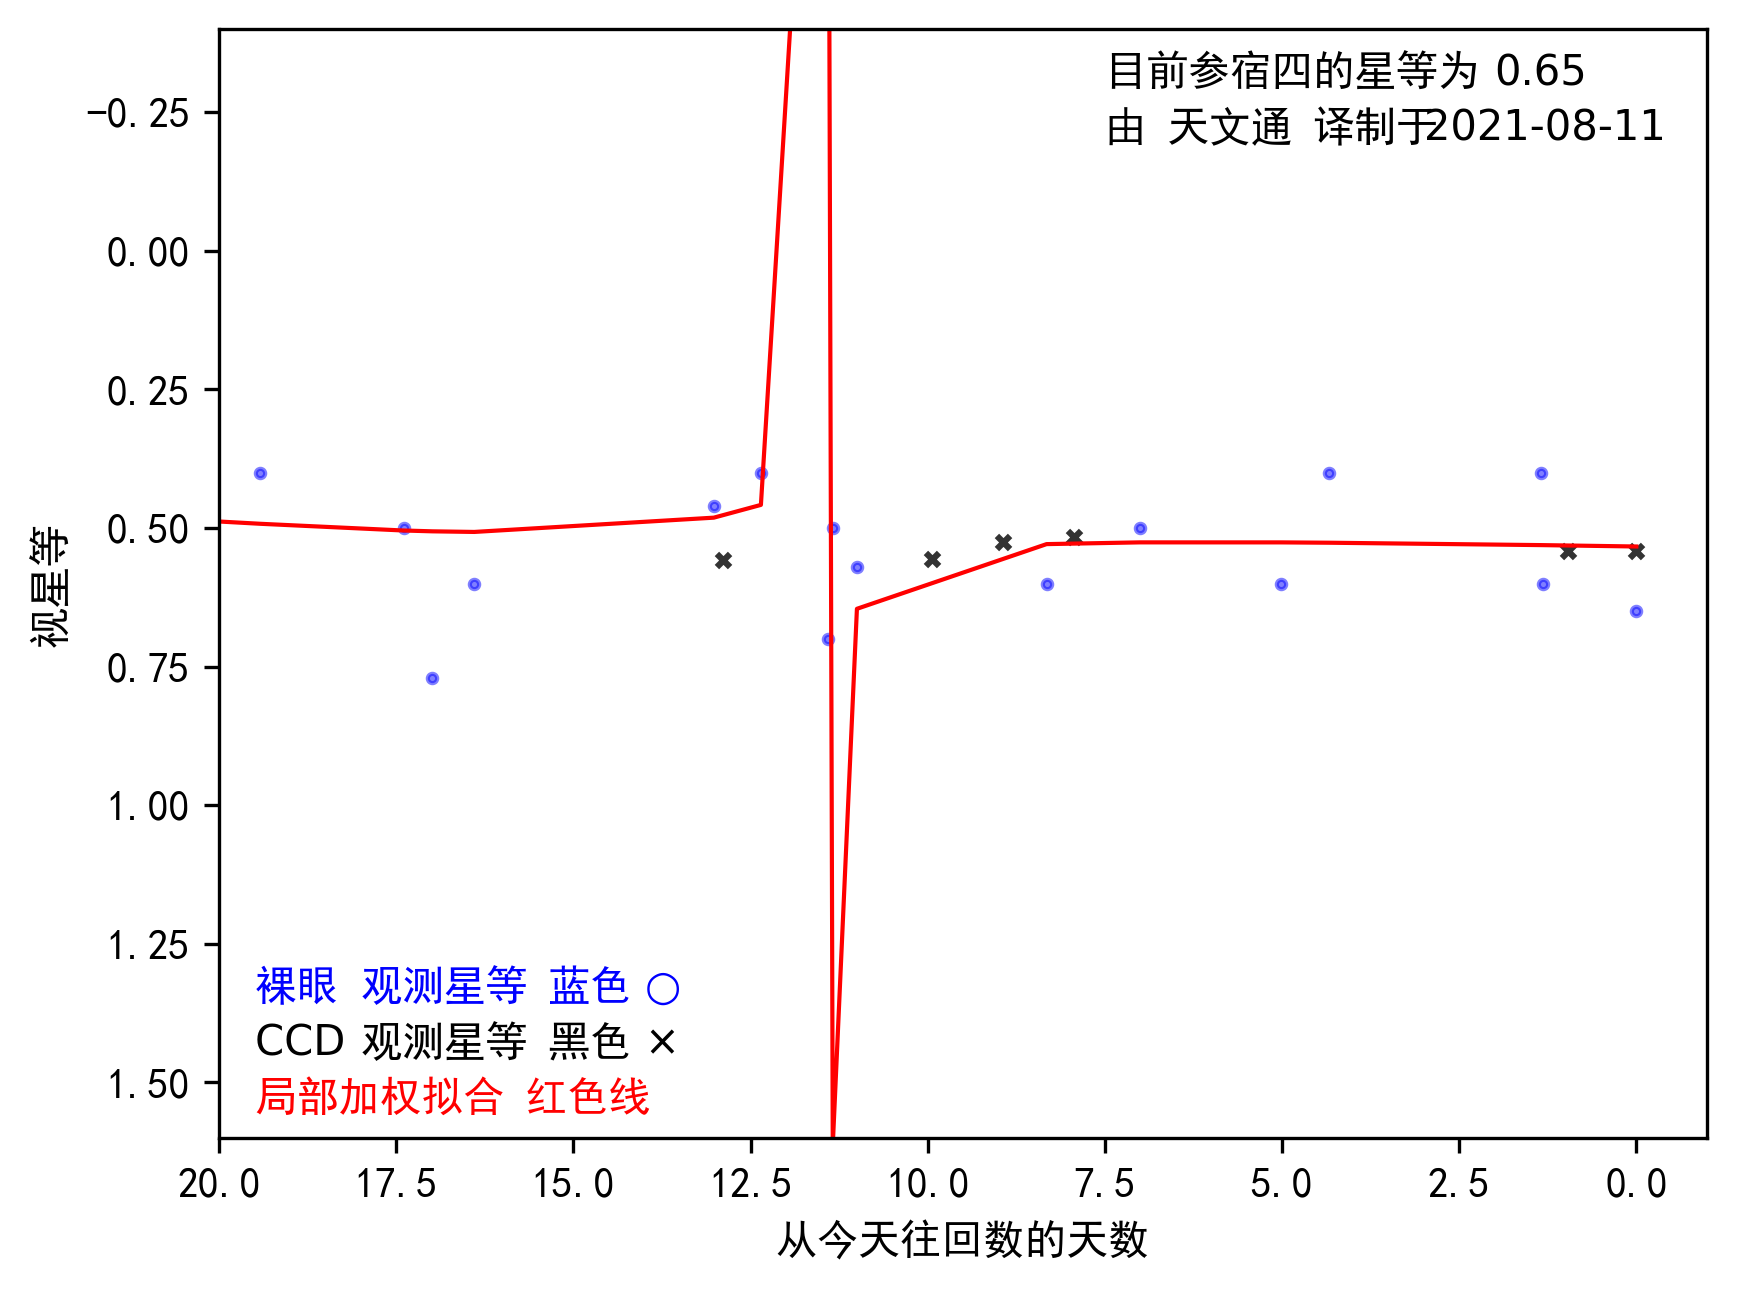 目前参宿四的星等为 0.65
由 天文通 译制于2021-08-11
−0.25
0.00
0.25
0.50
0.75
1.00
1.25
1.50
视星等
裸眼 观测星等 蓝色 ○
CCD 观测星等 黑色 ×
局部加权拟合 红色线
20.0 17.5 15.0 12.5 10.0 7.5 5.0 2.5 0.0
从今天往回数的天数